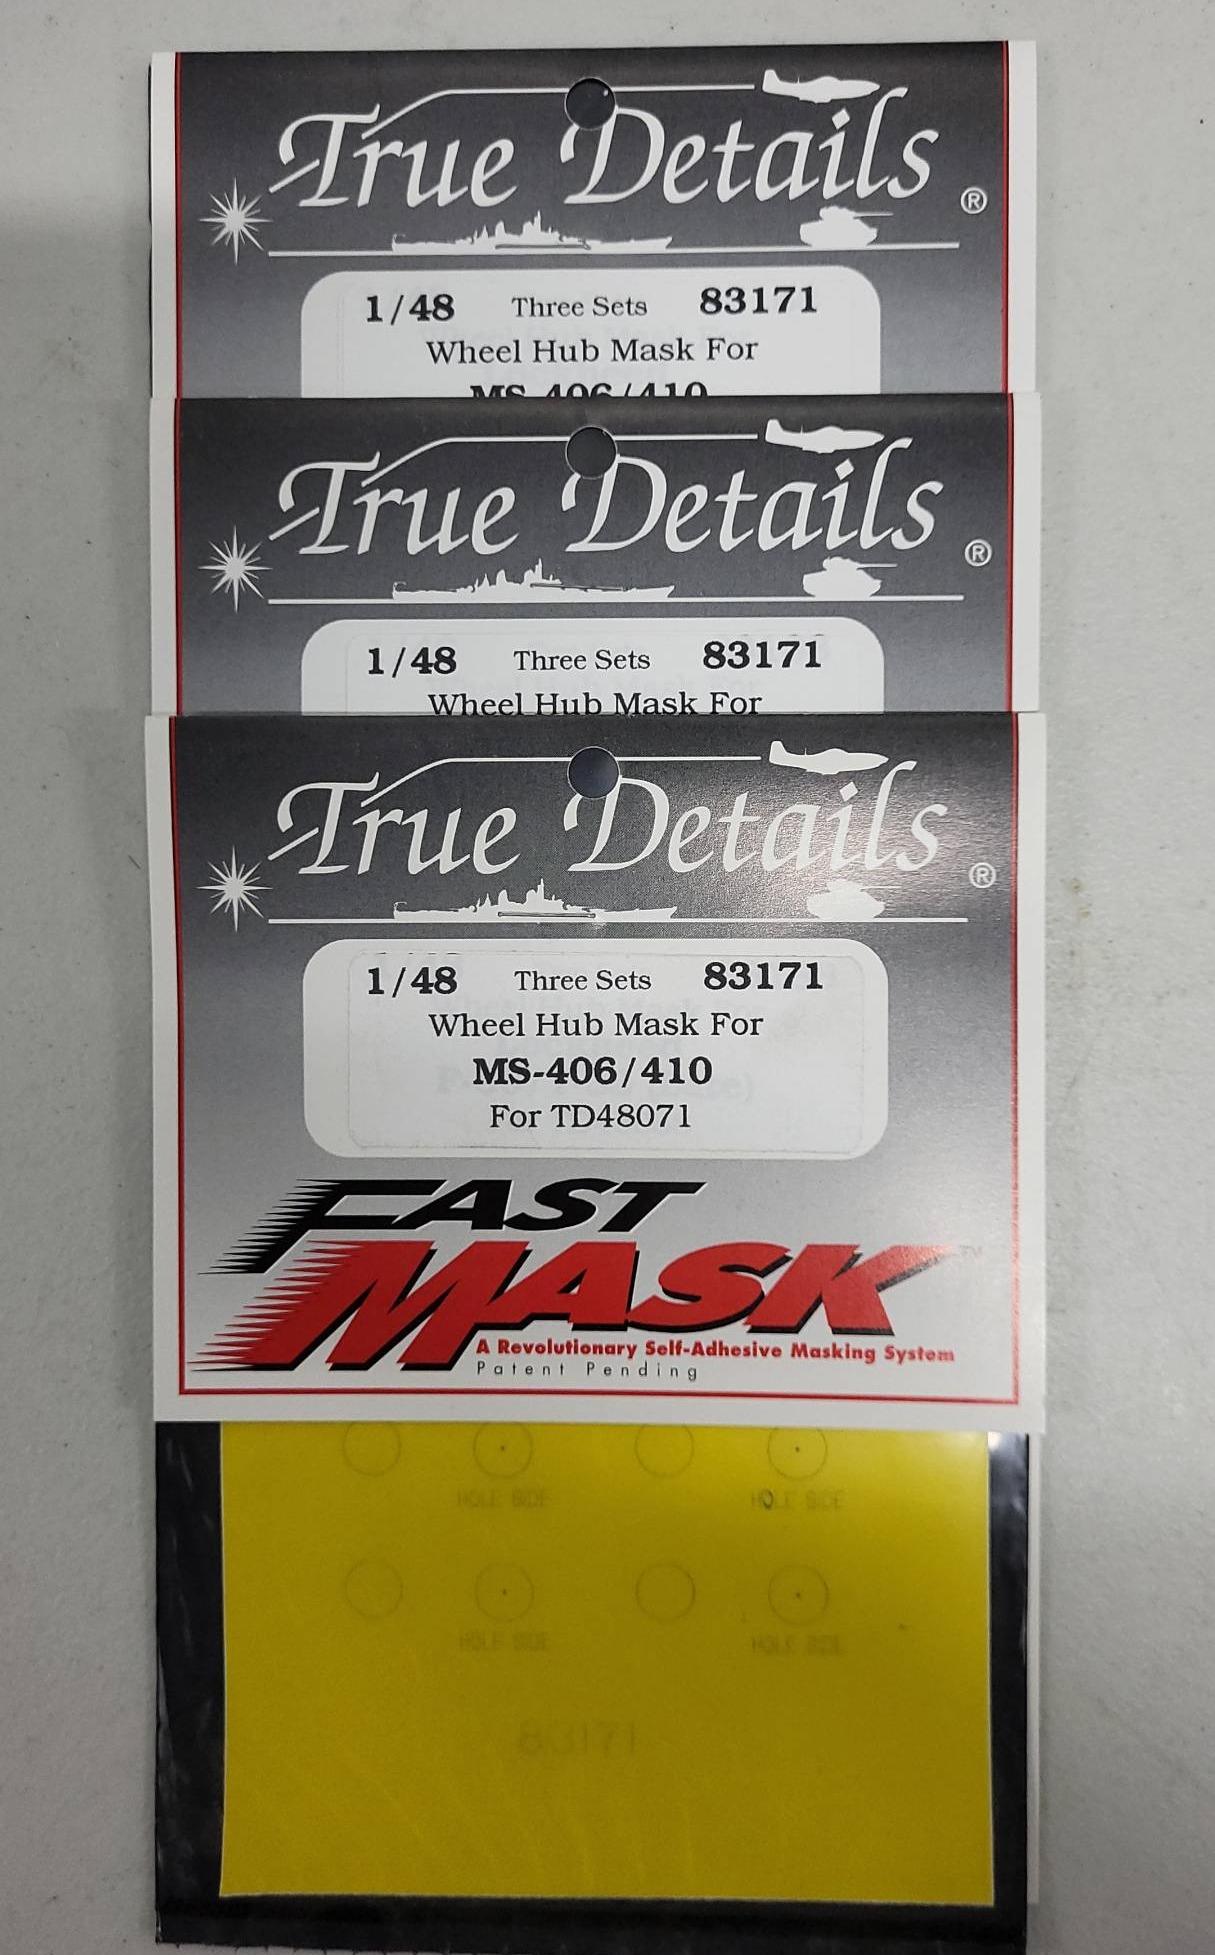 True Details ®
1/48 Three Sets 83171
Wheel Hub Mask For
MS-406/410
True Details ®
1/48 Three Sets 83171
Wheel Hub Mask For
True Details ®
1/48 Three Sets 83171
Wheel Hub Mask For
MS-406/410
For TD48071
FAST
MASK ™
A Revolutionary Self-Adhesive Masking System
Patent Pending
HOLE SIDE HOLE SIDE
HOLE SIDE HOLE SIDE
83171